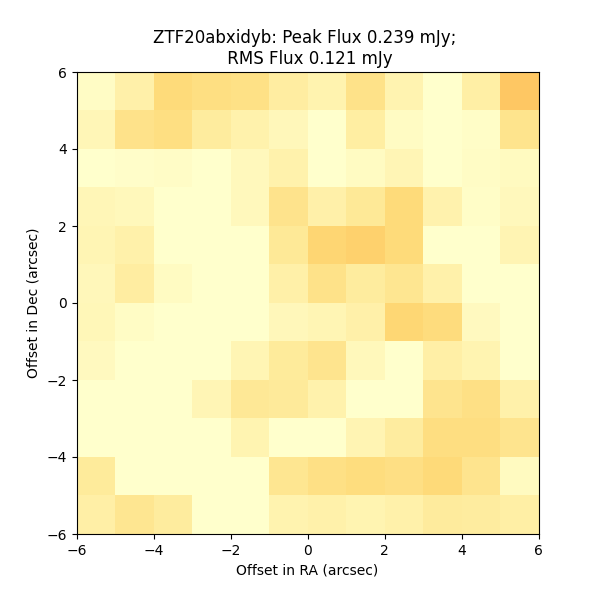 ZTF20abxidyb: Peak Flux 0.239 mJy;
RMS Flux 0.121 mJy
6
4
2
0
−2
−4
−6
Offset in Dec (arcsec)
−6 −4 −2 0 2 4 6
Offset in RA (arcsec)